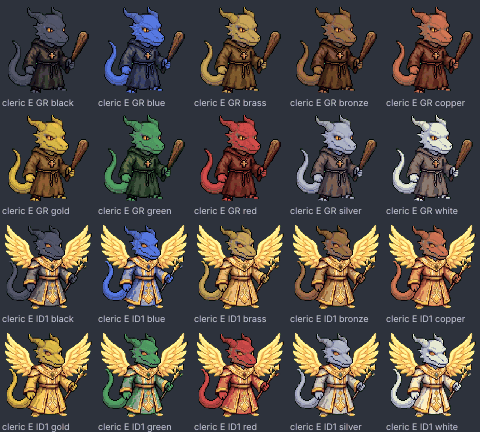 cleric E GR black
cleric E GR blue
cleric E GR brass
cleric E GR bronze
cleric E GR copper
cleric E GR gold
cleric E GR green
cleric E GR red
cleric E GR silver
cleric E GR white
cleric E ID1 black
cleric E ID1 blue
cleric E ID1 brass
cleric E ID1 bronze
cleric E ID1 copper
cleric E ID1 gold
cleric E ID1 green
cleric E ID1 red
cleric E ID1 silver
cleric E ID1 white